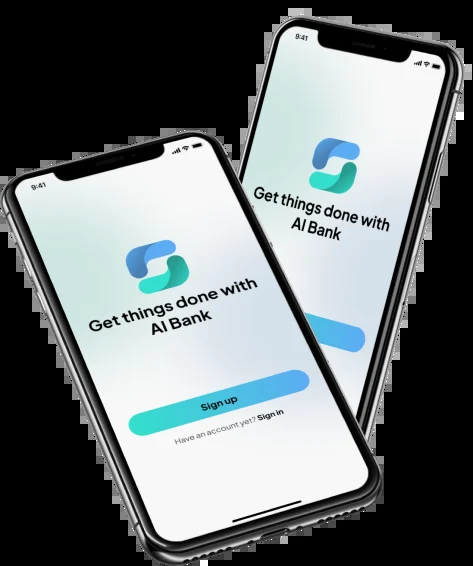 9:41
Get things done with
AI Bank
Sign up
Have an account yet? Sign in
9:41
Get things done with
AI Bank